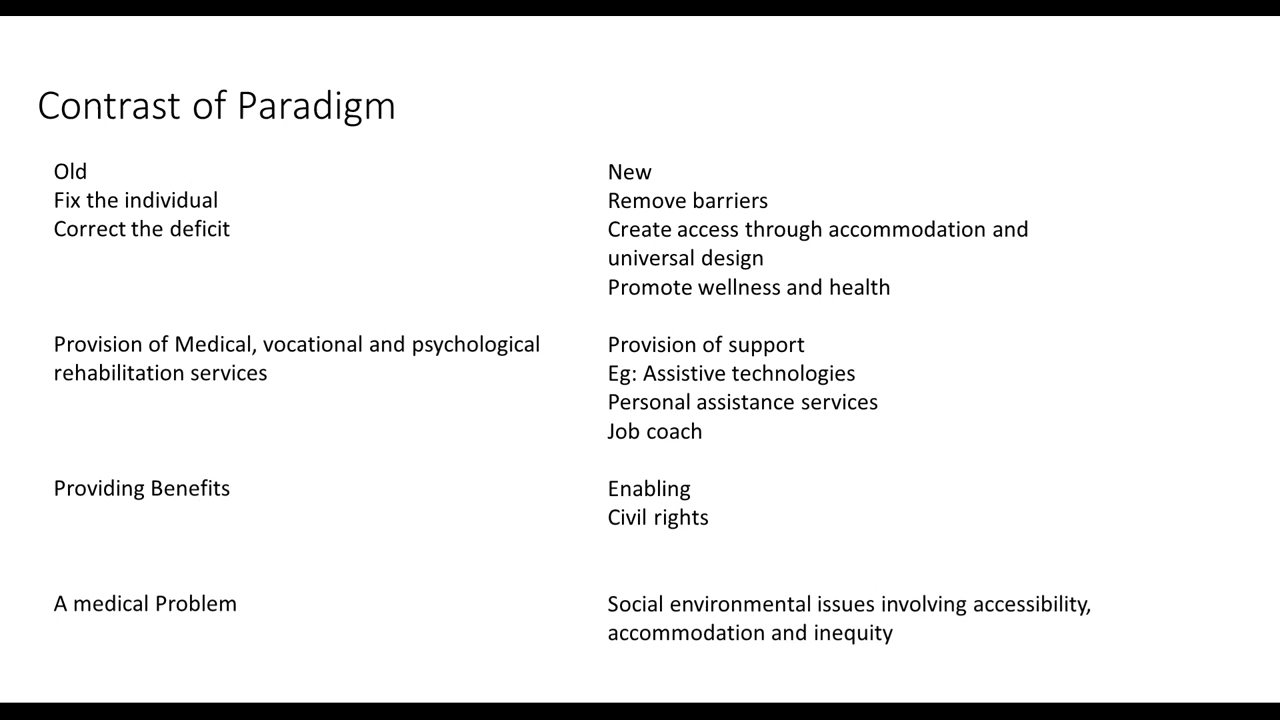 Contrast of Paradigm
Old
Fix the individual
Correct the deficit
Provision of Medical, vocational and psychological
rehabilitation services
Providing Benefits
A medical Problem
New
Remove barriers
Create access through accommodation and
universal design
Promote wellness and health
Provision of support
Eg: Assistive technologies
Personal assistance services
Job coach
Enabling
Civil rights
Social environmental issues involving accessibility,
accommodation and inequity